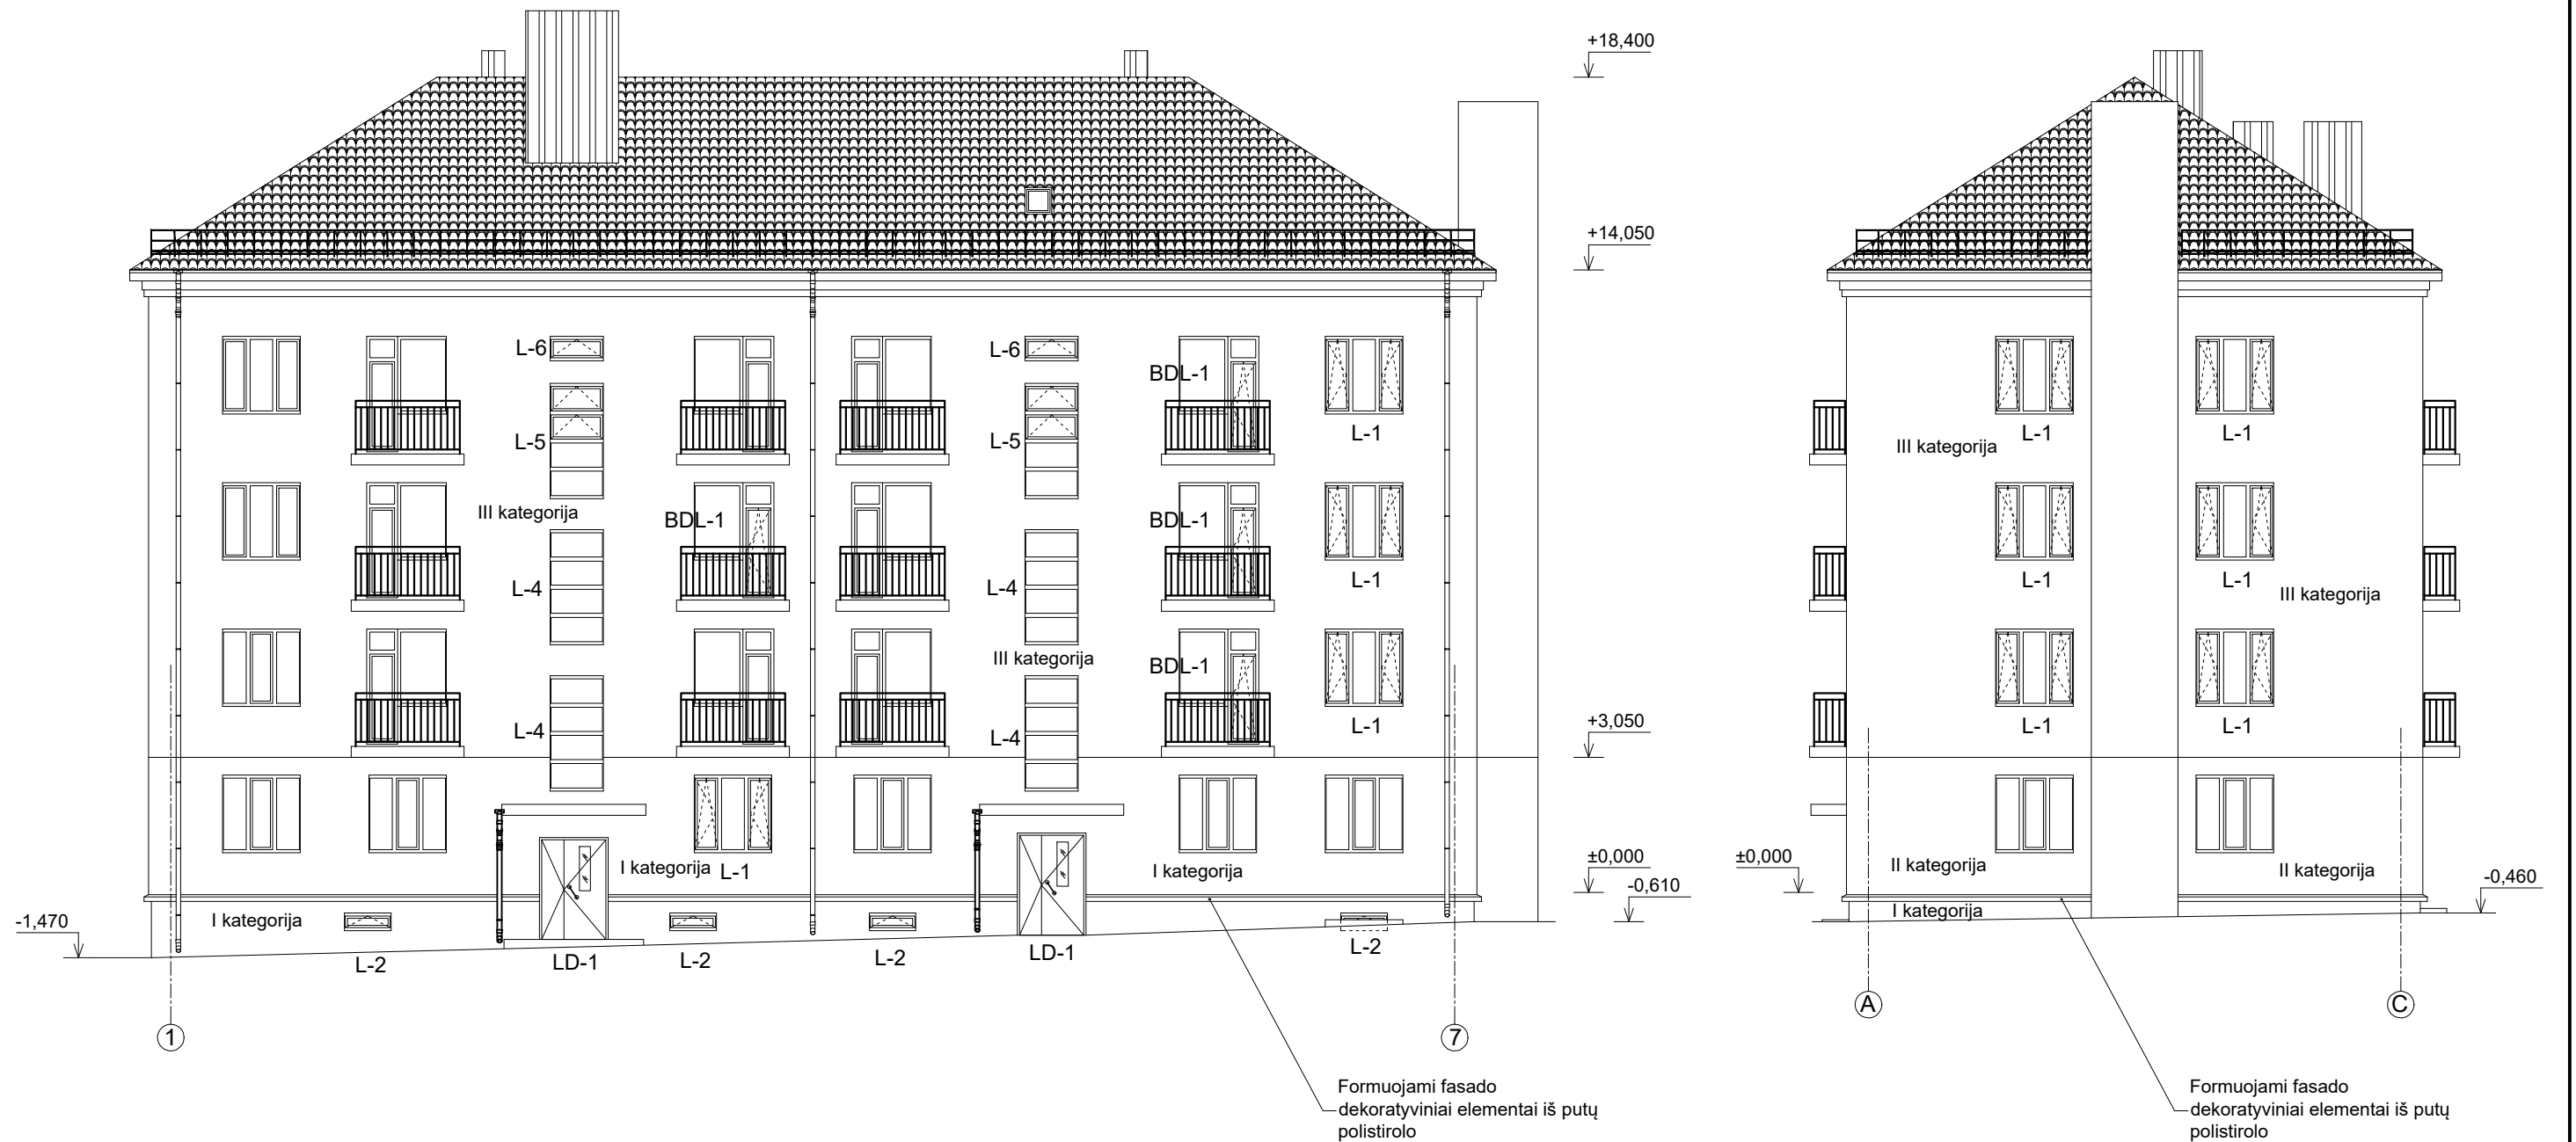 +18,400
+14,050
L-6
L-6
BDL-1
L-1
L-1
L-1
L-5
L-5
III kategorija
III kategorija
BDL-1
BDL-1
L-4
L-4
L-1
L-1
L-1
III kategorija
III kategorija
BDL-1
L-4
L-4
L-1
L-1
L-1
+3,050
I kategorija
L-1
I kategorija
±0,000
-0,610
±0,000
II kategorija
II kategorija
-0,460
-1,470
I kategorija
I kategorija
L-2
LD-1
L-2
L-2
LD-1
L-2
1
7
A
C
Formuojami fasado
dekoratyviniai elementai iš putų
polistirolo
Formuojami fasado
dekoratyviniai elementai iš putų
polistirolo